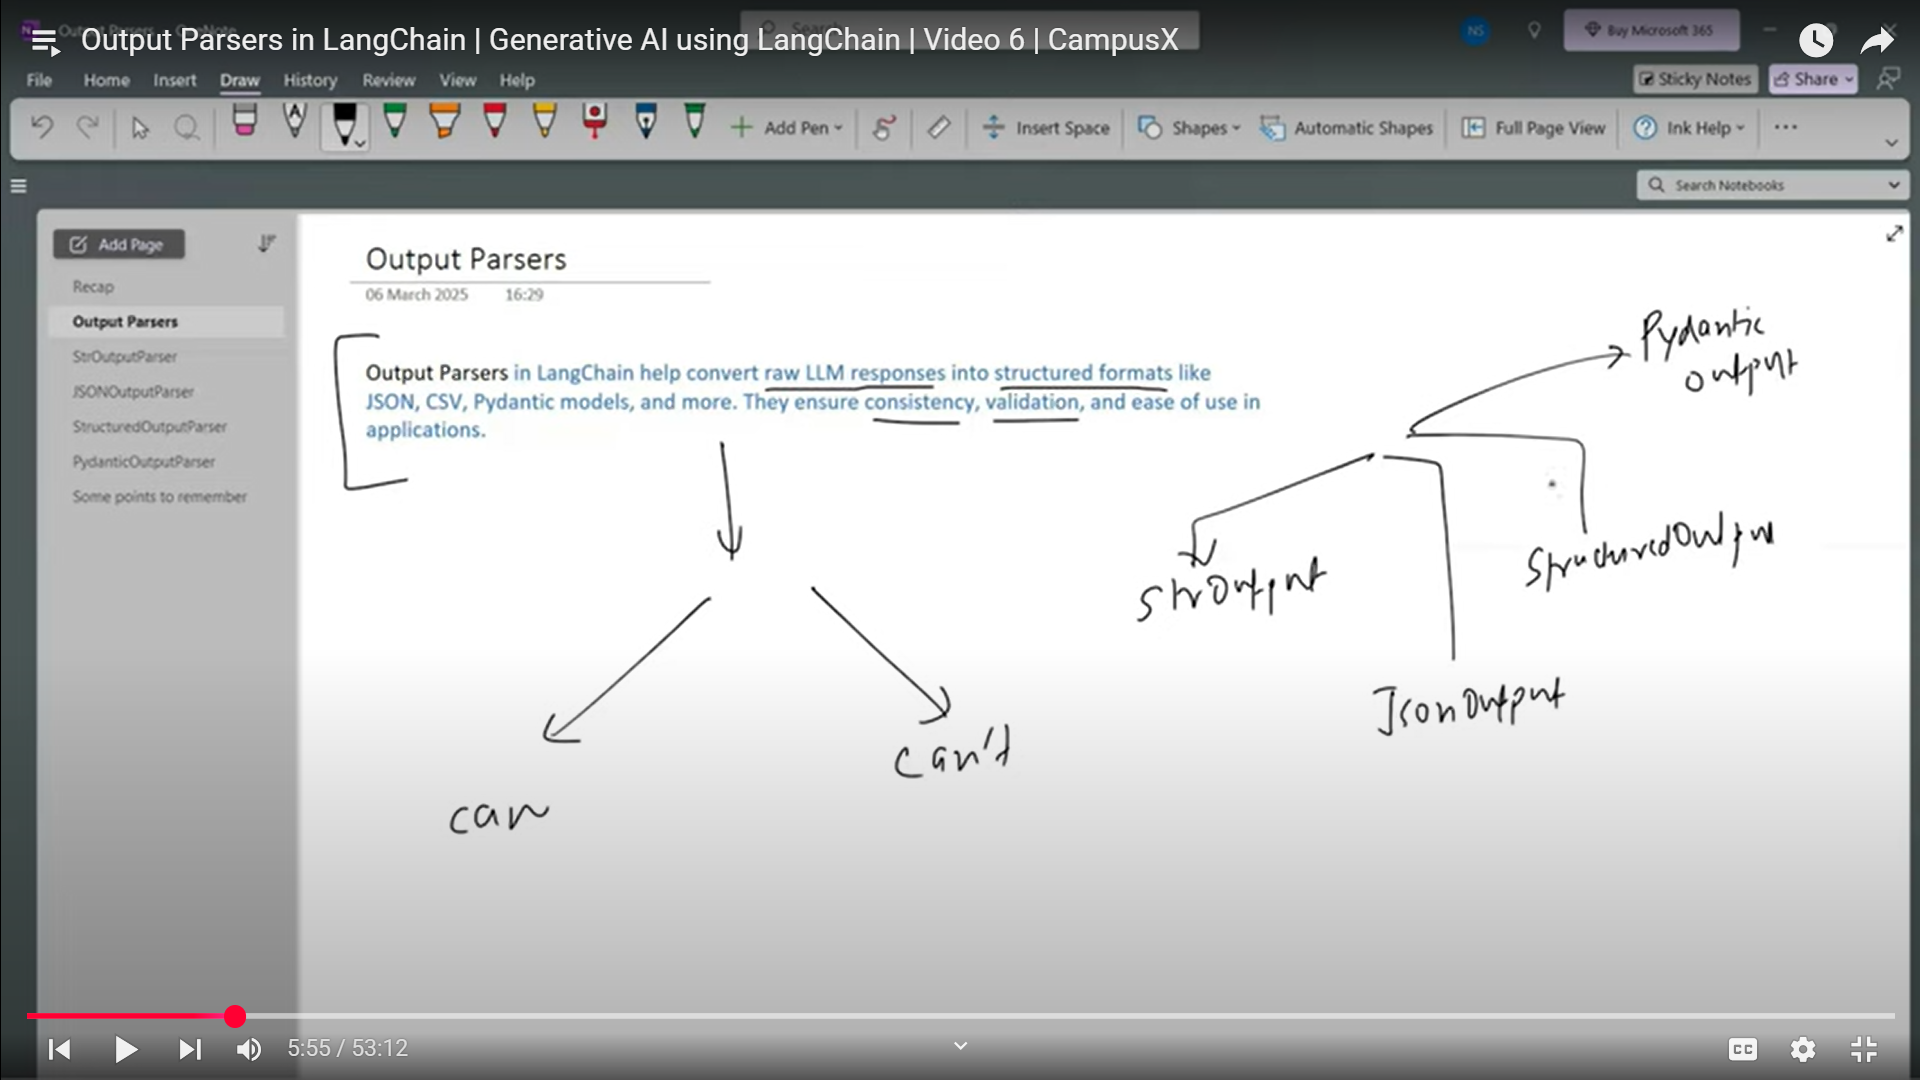 Output Parsers in LangChain | Generative AI using LangChain | Video 6 | CampusX
Search
NS
Buy Microsoft 365
File Home Insert Draw History Review View Help
Sticky Notes
Share
Add Pen
Insert Space
Shapes
Automatic Shapes
Full Page View
Ink Help
Search Notebooks
Add Page
Recap
Output Parsers
StrOutputParser
JSONOutputParser
StructuredOutputParser
PydanticOutputParser
Some points to remember
Output Parsers
06 March 2025 16:29
Output Parsers in LangChain help convert raw LLM responses into structured formats like
JSON, CSV, Pydantic models, and more. They ensure consistency, validation, and ease of use in
applications.
Pydantic
output
StrOutput
StructuredOutput
JsonOutput
can't
can
5:55 / 53:12
CC